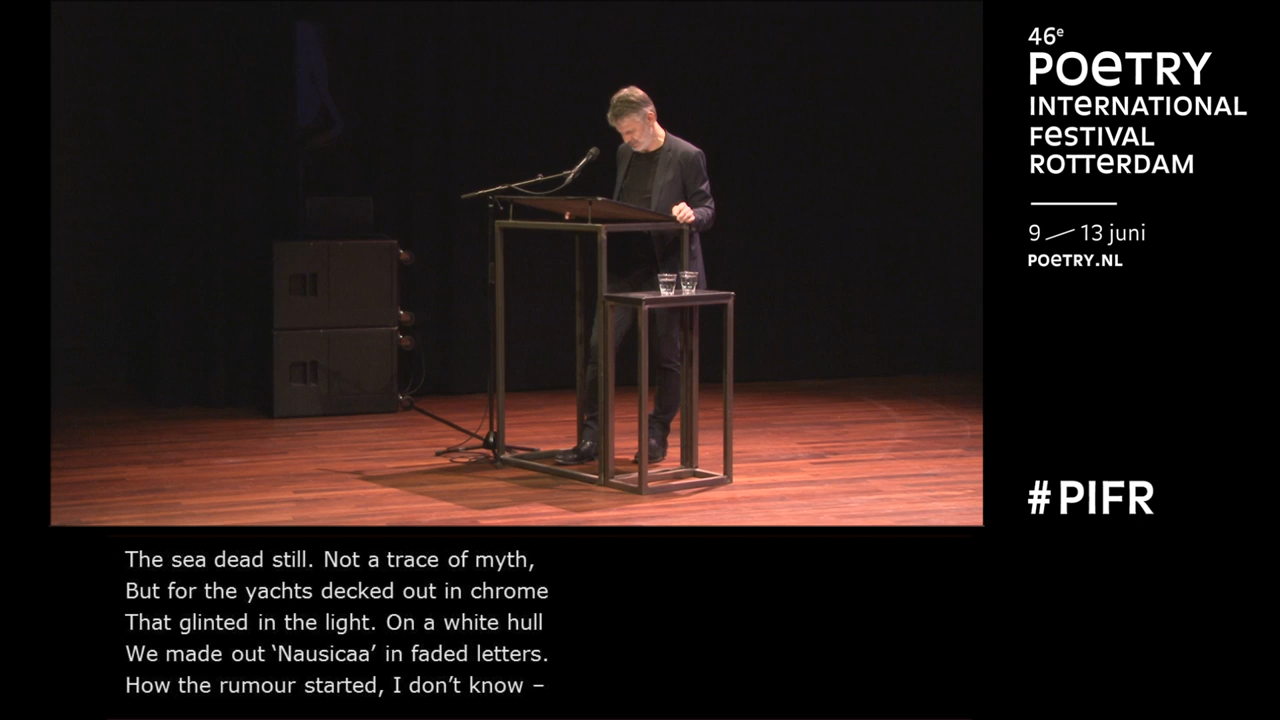 46e
POeTRY
INTeRNATIONAL
FeSTIVAL
ROTTeRDAM
9 — 13 juni
POeTRY.NL
#PIFR
The sea dead still. Not a trace of myth,
But for the yachts decked out in chrome
That glinted in the light. On a white hull
We made out ‘Nausicaa’ in faded letters.
How the rumour started, I don’t know –